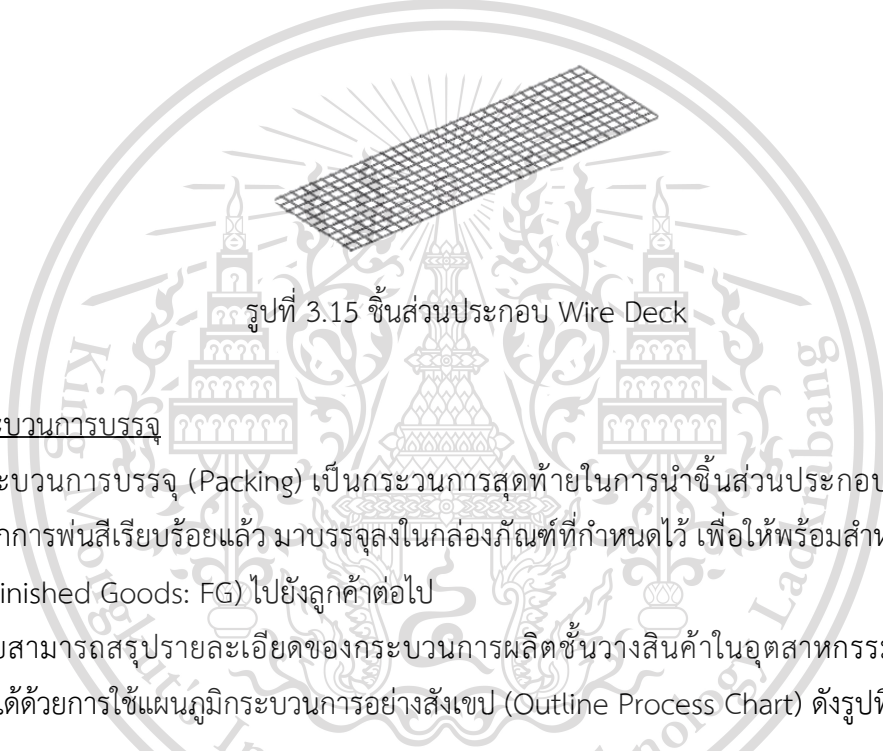 รูปที่ 3.15 ชิ้นส่วนประกอบ Wire Deck
ะบวนการบรรจุ
ะบวนการบรรจุ (Packing) เป็นกระวนการสุดท้ายในการนำชิ้นส่วนประกอบ
กการพ่นสีเรียบร้อยแล้ว มาบรรจุลงในกล่องภัณฑ์ที่กำหนดไว้ เพื่อให้พร้อมสำห
inished Goods: FG) ไปยังลูกค้าต่อไป
ยสามารถสรุปรายละเอียดของกระบวนการผลิตชั้นวางสินค้าในอุตสาหกรรม
ได้ด้วยการใช้แผนภูมิกระบวนการอย่างสังเขป (Outline Process Chart) ดังรูปที่
King Mongkut's Ladkrabang